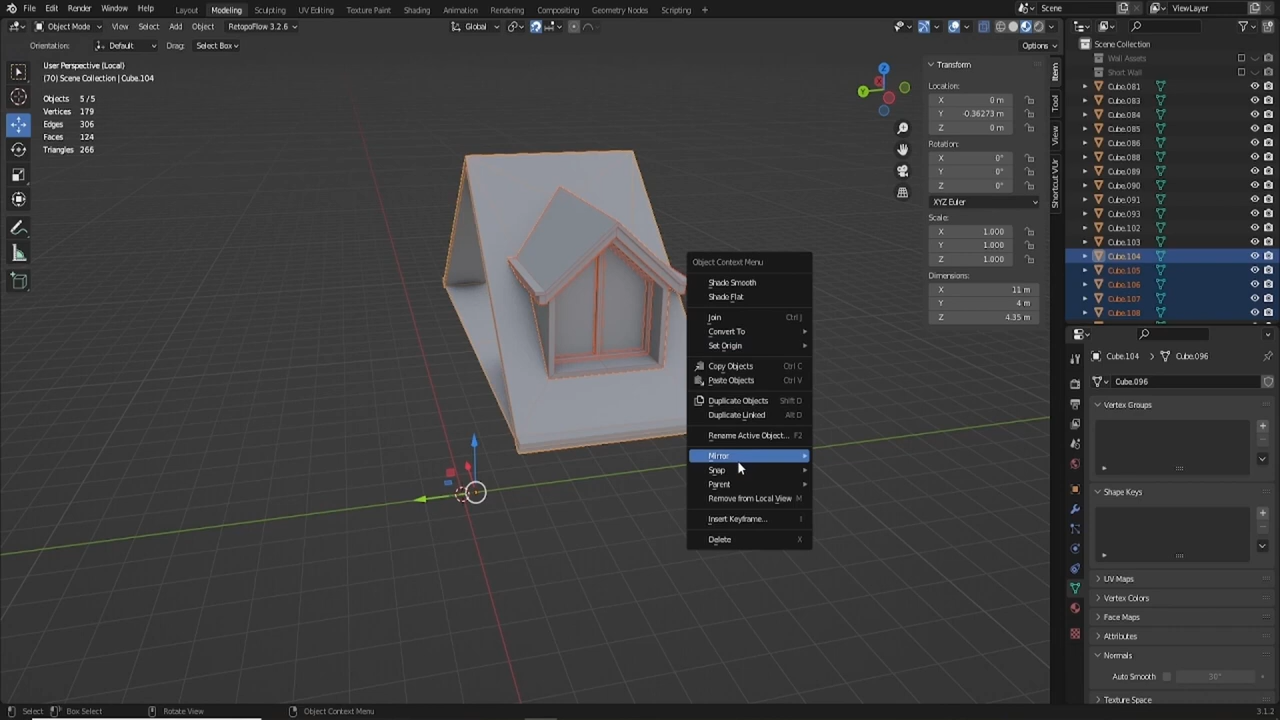 File Edit Render Window Help Layout Modeling Sculpting UV Editing Texture Paint Shading Animation Rendering Compositing Geometry Nodes Scripting + Scene ViewLayer
Object Mode View Select Add Object RetopoFlow 3.2.6 Global
Orientation: Default Drag: Select Box Options
User Perspective (Local)
(70) Scene Collection | Cube.104
Objects 5/5
Vertices 179
Edges 306
Faces 124
Triangles 266
Z
X
Y
Transform
Location:
X 0 m
Y -0.36273 m
Z 0 m
Rotation:
X 0°
Y 0°
Z 0°
XYZ Euler
Scale:
X 1.000
Y 1.000
Z 1.000
Dimensions:
X 11 m
Y 4 m
Z 4.35 m
Item
Tool
View
Shortcut VUr
Object Context Menu
Shade Smooth
Shade Flat
Join Ctrl J
Convert To
Set Origin
Copy Objects Ctrl C
Paste Objects Ctrl V
Duplicate Objects Shift D
Duplicate Linked Alt D
Rename Active Object... F2
Mirror
Snap
Parent
Remove from Local View M
Insert Keyframe... I
Delete X
Scene Collection
Wall Assets
Short Wall
Cube.081
Cube.083
Cube.084
Cube.085
Cube.086
Cube.088
Cube.089
Cube.090
Cube.091
Cube.093
Cube.102
Cube.103
Cube.104
Cube.105
Cube.106
Cube.107
Cube.108
Cube.104 > Cube.096
Cube.096
Vertex Groups
Shape Keys
UV Maps
Vertex Colors
Face Maps
Attributes
Normals
Auto Smooth 30°
Texture Space
Select Box Select Rotate View Object Context Menu 3.1.2